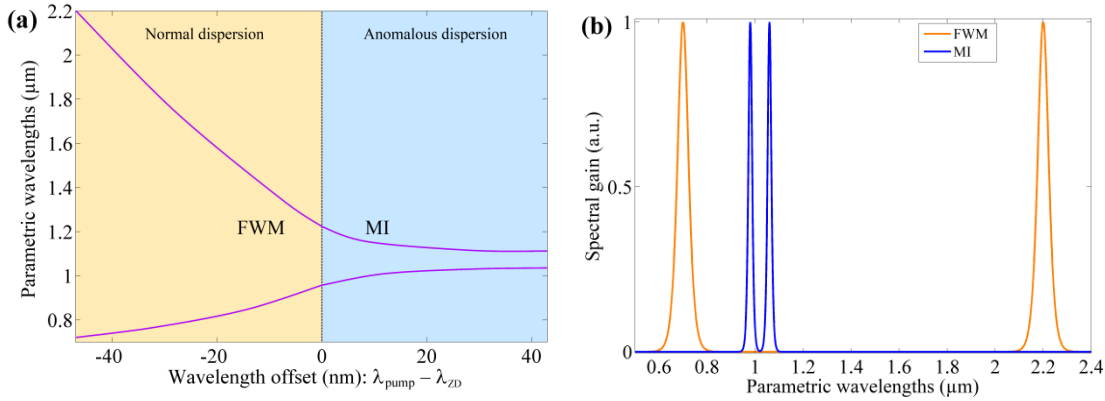 (a)
Normal dispersion
Anomalous dispersion
FWM
MI
2.2
2
1.8
1.6
1.4
1.2
1
0.8
-40
-20
0
20
40
Parametric wavelengths (µm)
Wavelength offset (nm): λpump – λZD
(b)
FWM
MI
1
0.5
0
0.6
0.8
1
1.2
1.4
1.6
1.8
2
2.2
2.4
Spectral gain (a.u.)
Parametric wavelengths (µm)